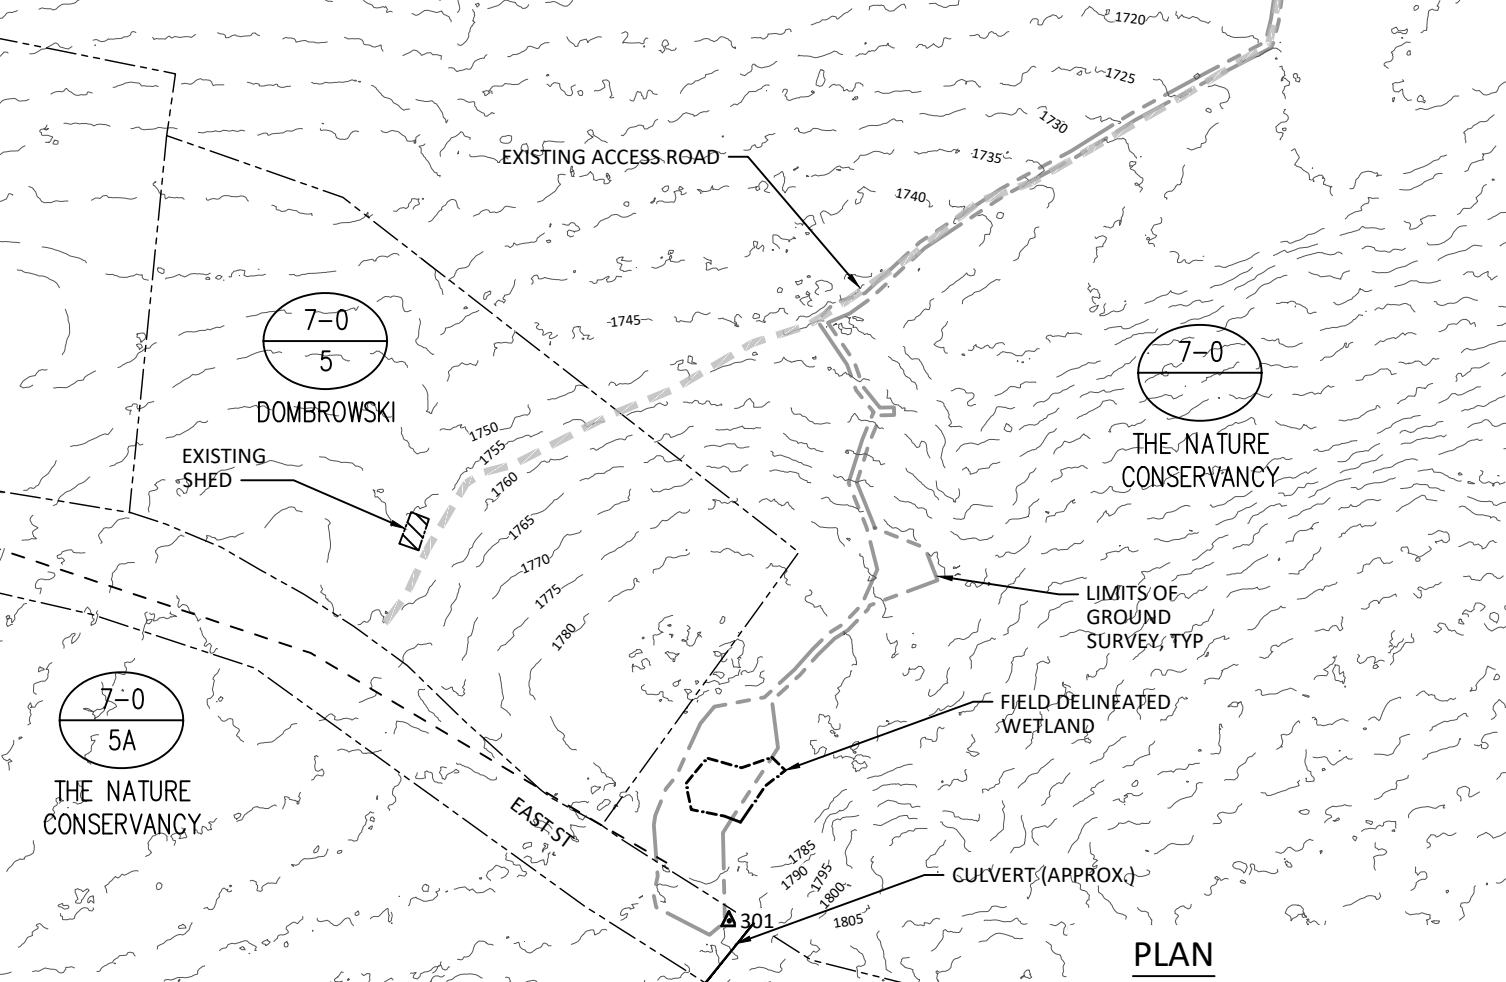 1720
1725
1730
1735
1740
EXISTING ACCESS ROAD
1745
7-0
5
DOMBROWSKI
7-0
THE NATURE
CONSERVANCY
1750
1755
1760
1765
1770
1775
1780
EXISTING
SHED
LIMITS OF
GROUND
SURVEY, TYP
7-0
5A
THE NATURE
CONSERVANCY
FIELD DELINEATED
WETLAND
EAST ST
1785
1790
1795
1800
1805
CULVERT (APPROX.)
301
PLAN